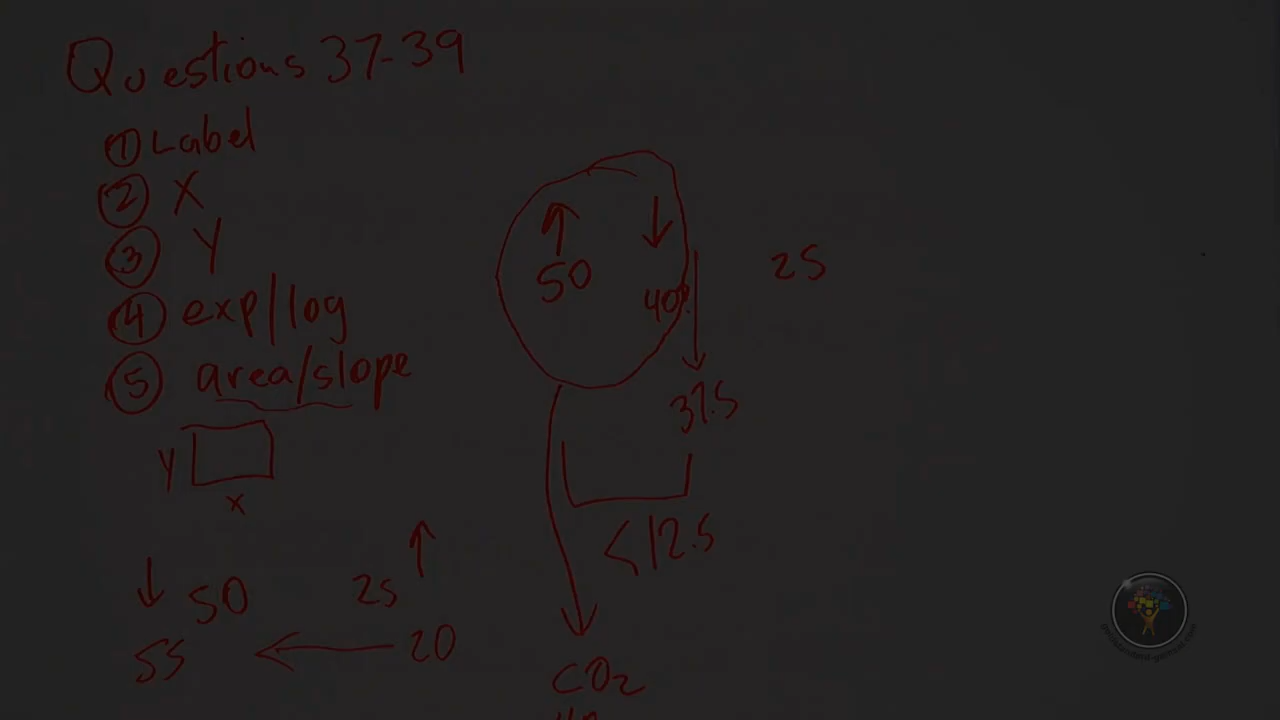 Questions 37-39
① Label
② X
③ Y
④ exp/log
⑤ area/slope
y
x
50 25
55 20
50 40?
25
37.5
<12.5
CO2